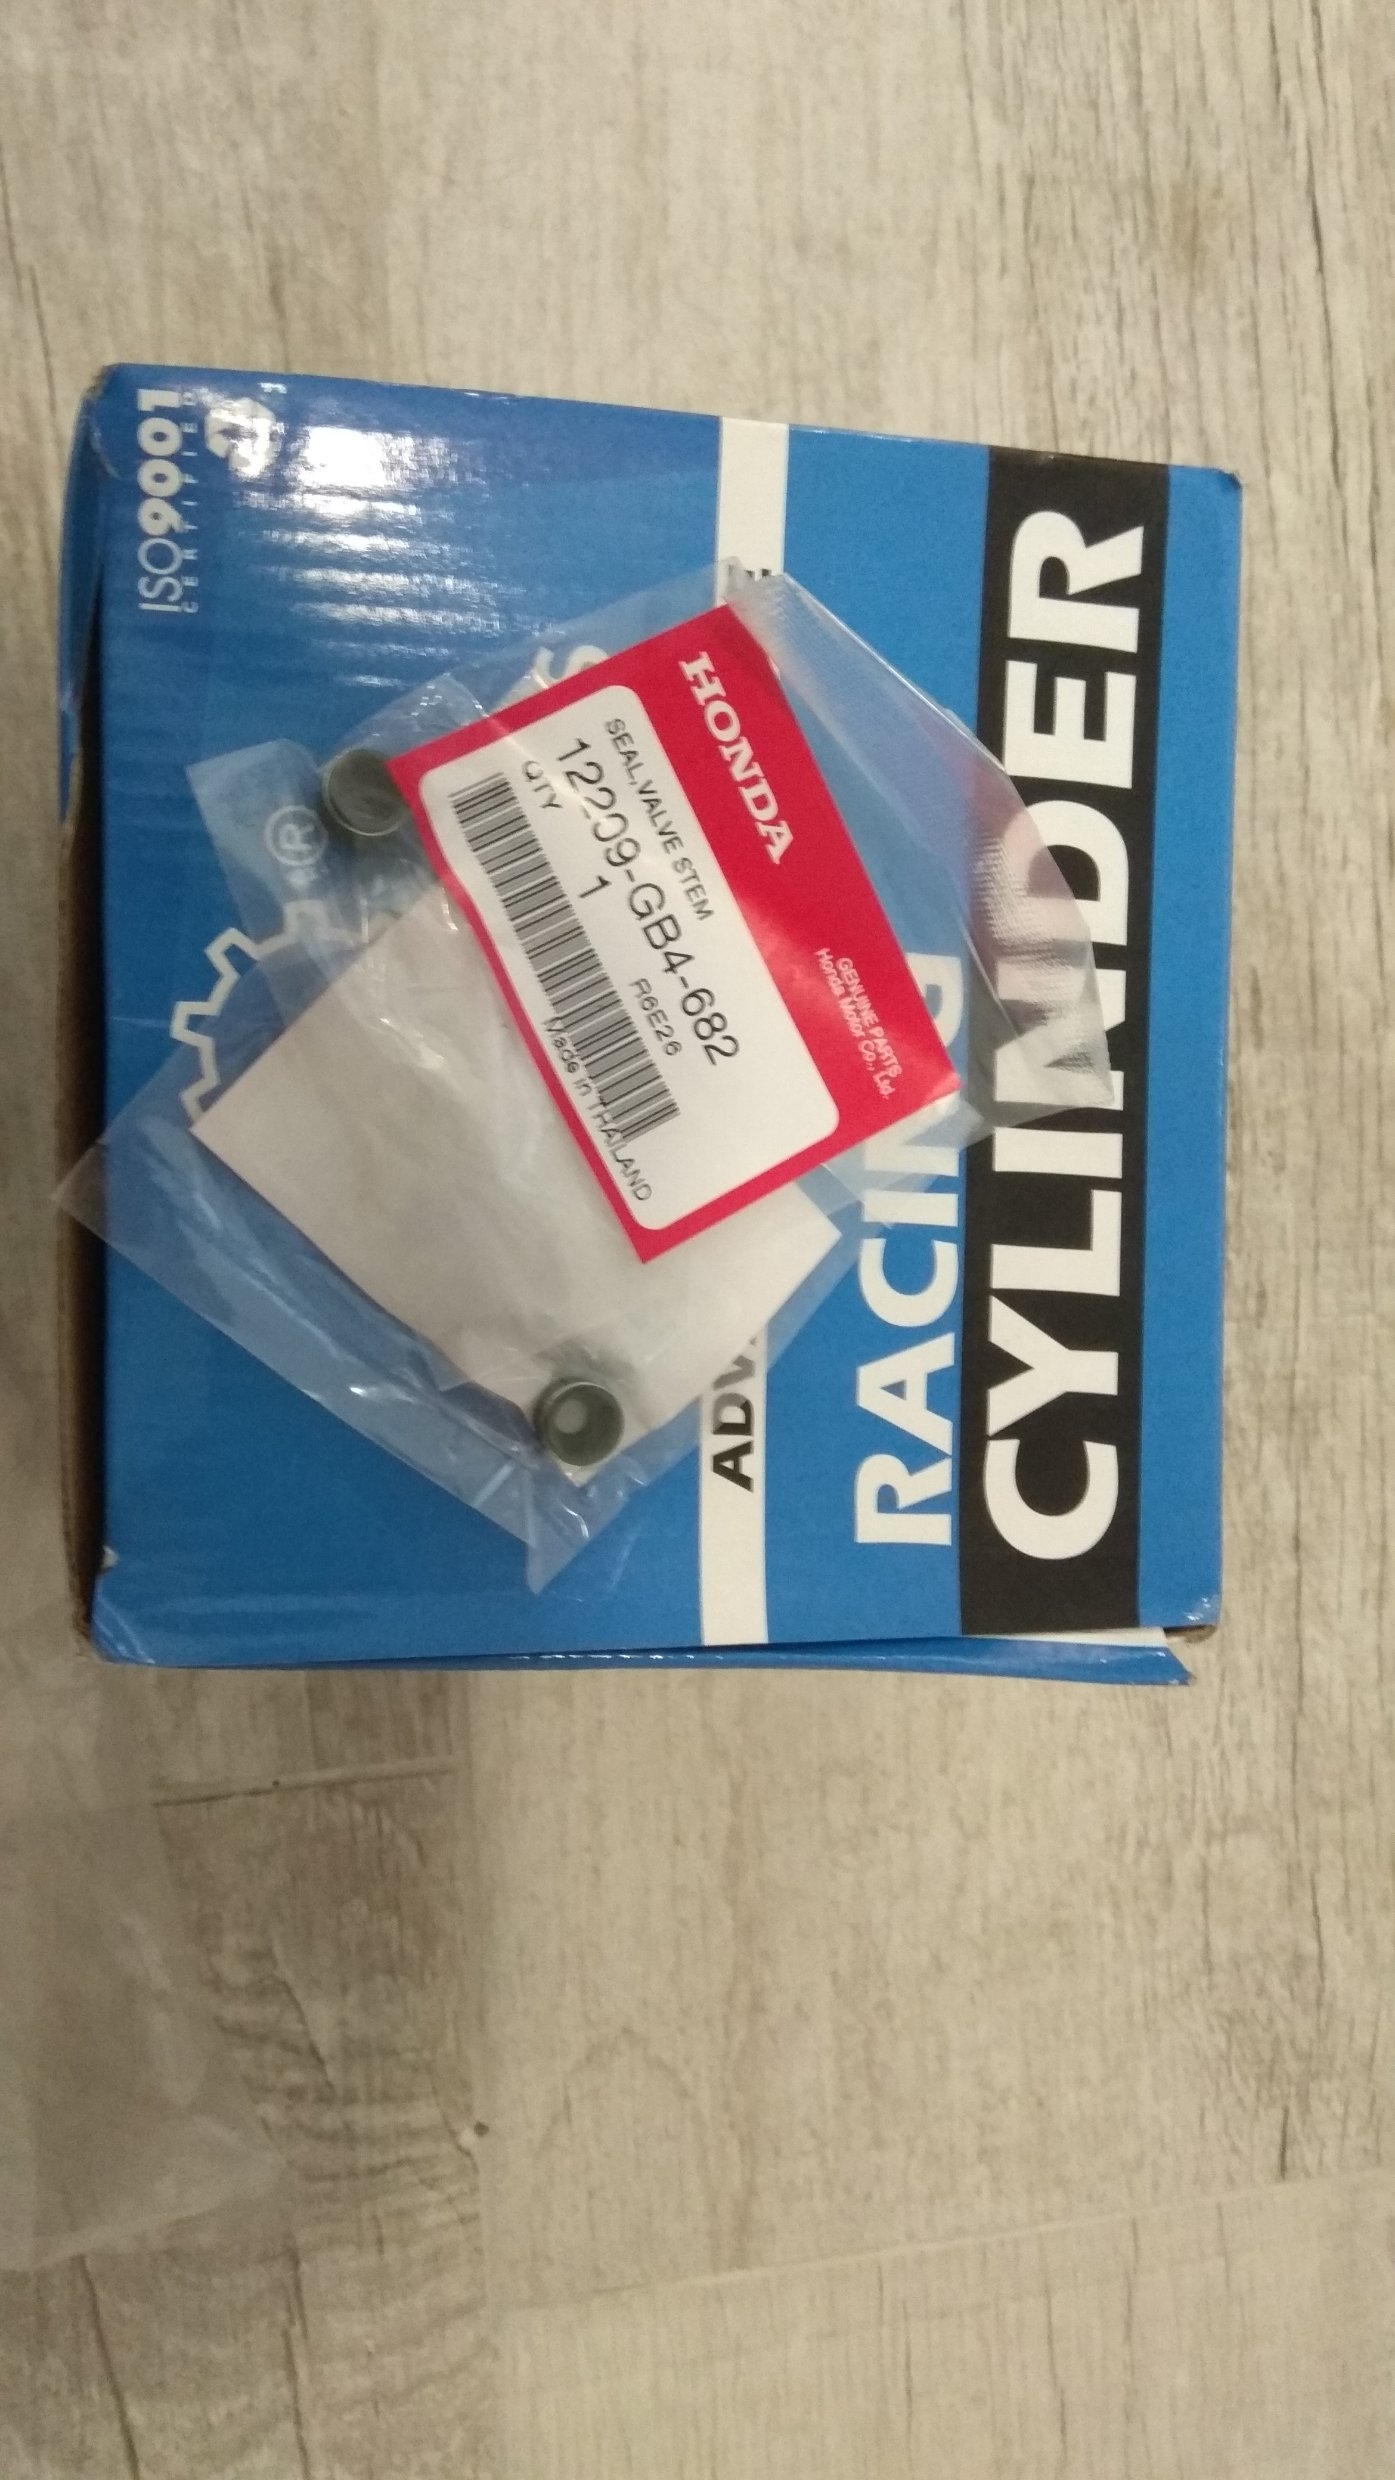 HONDA
GENUINE PARTS
Honda Motor Co., Ltd.
SEAL,VALVE STEM
12209-GB4-682
QTY 1 R6E26
Made in THAILAND
ISO9001
CERTIFIED
RACING
CYLINDER